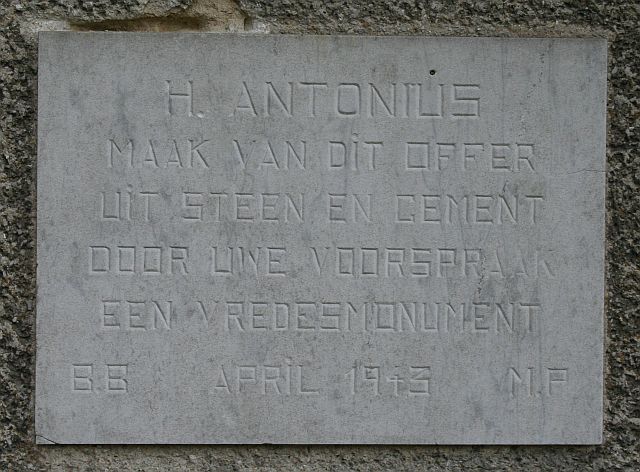 H. ANTONIUS
MAAK VAN DIT OFFER
UIT STEEN EN CEMENT
DOOR UWE VOORSPRAAK
EEN VREDESMONUMENT
B.B APRIL 1943 M.P